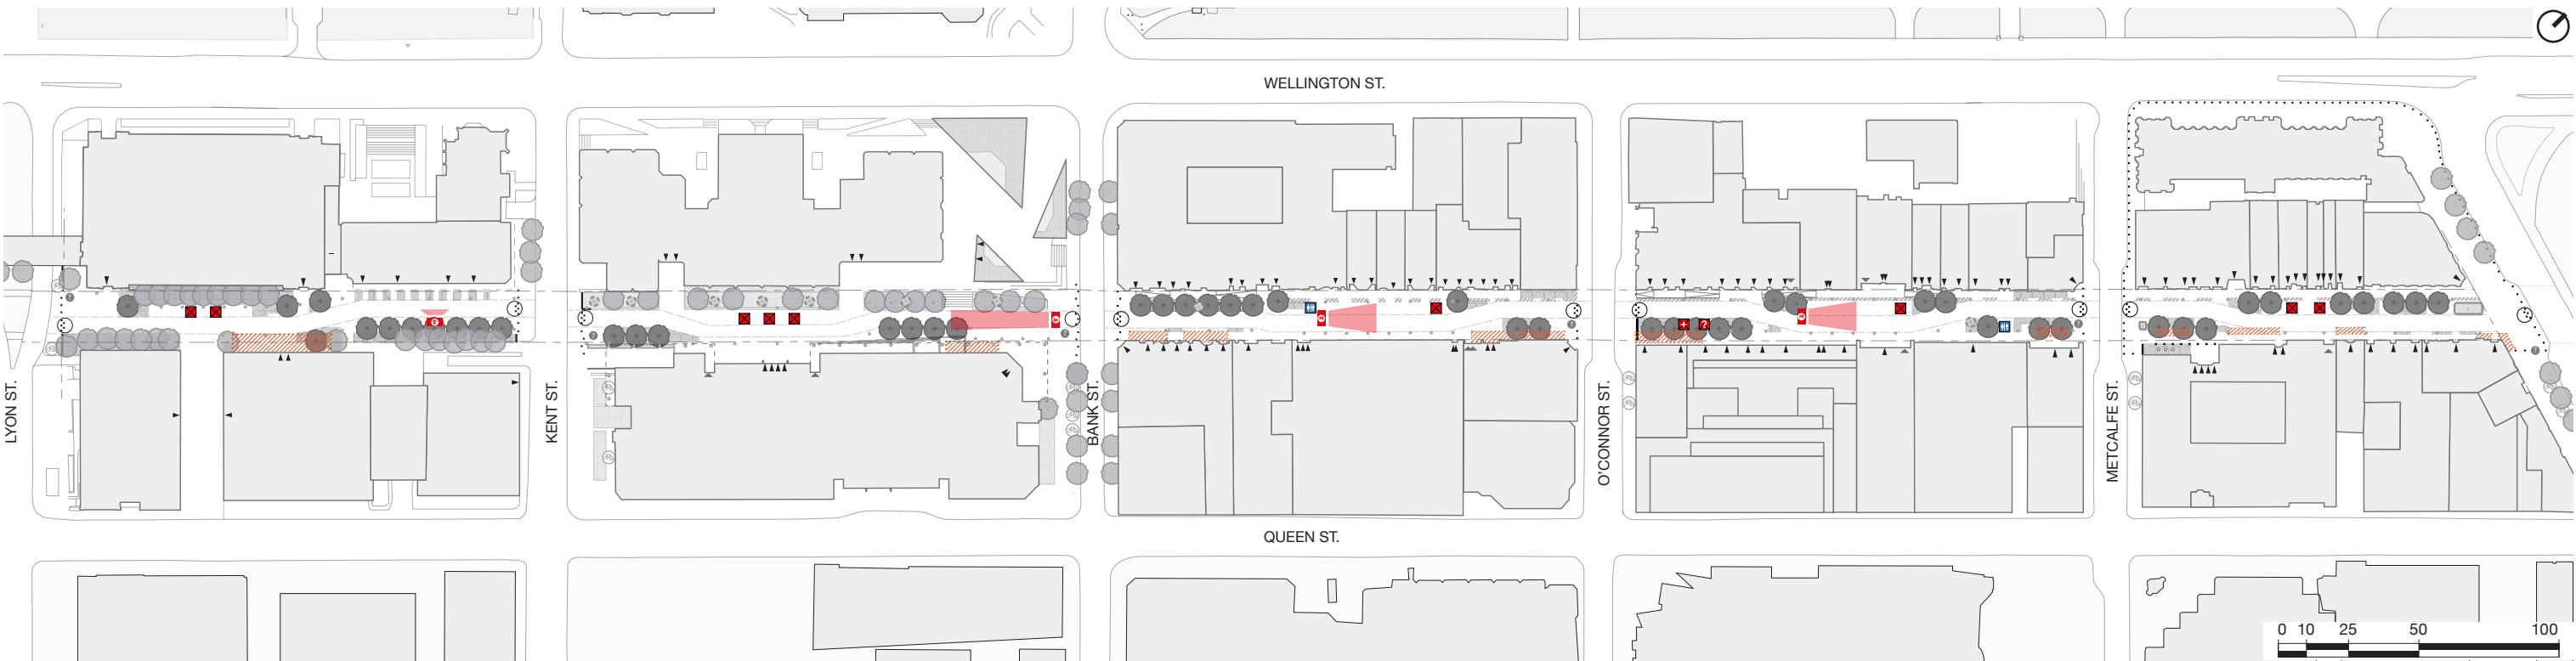 WELLINGTON ST.
LYON ST.
KENT ST.
BANK ST.
O'CONNOR ST.
METCALFE ST.
?
QUEEN ST.
0 10 25 50 100